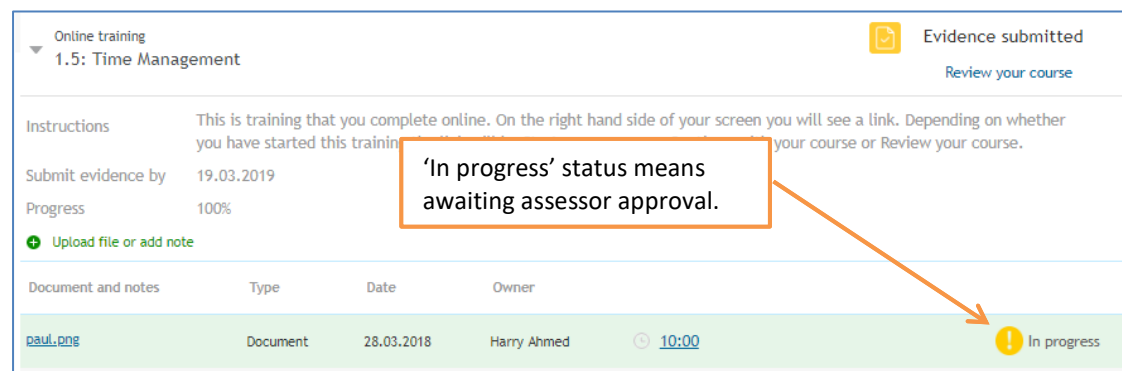 Online training
1.5: Time Management
Evidence submitted
Review your course
Instructions
This is training that you complete online. On the right hand side of your screen you will see a link. Depending on whether
you have started this training your course or Review your course.
Submit evidence by 19.03.2019
Progress 100%
Upload file or add note
‘In progress’ status means
awaiting assessor approval.
Document and notes Type Date Owner
paul.png Document 28.03.2018 Harry Ahmed 10:00 In progress